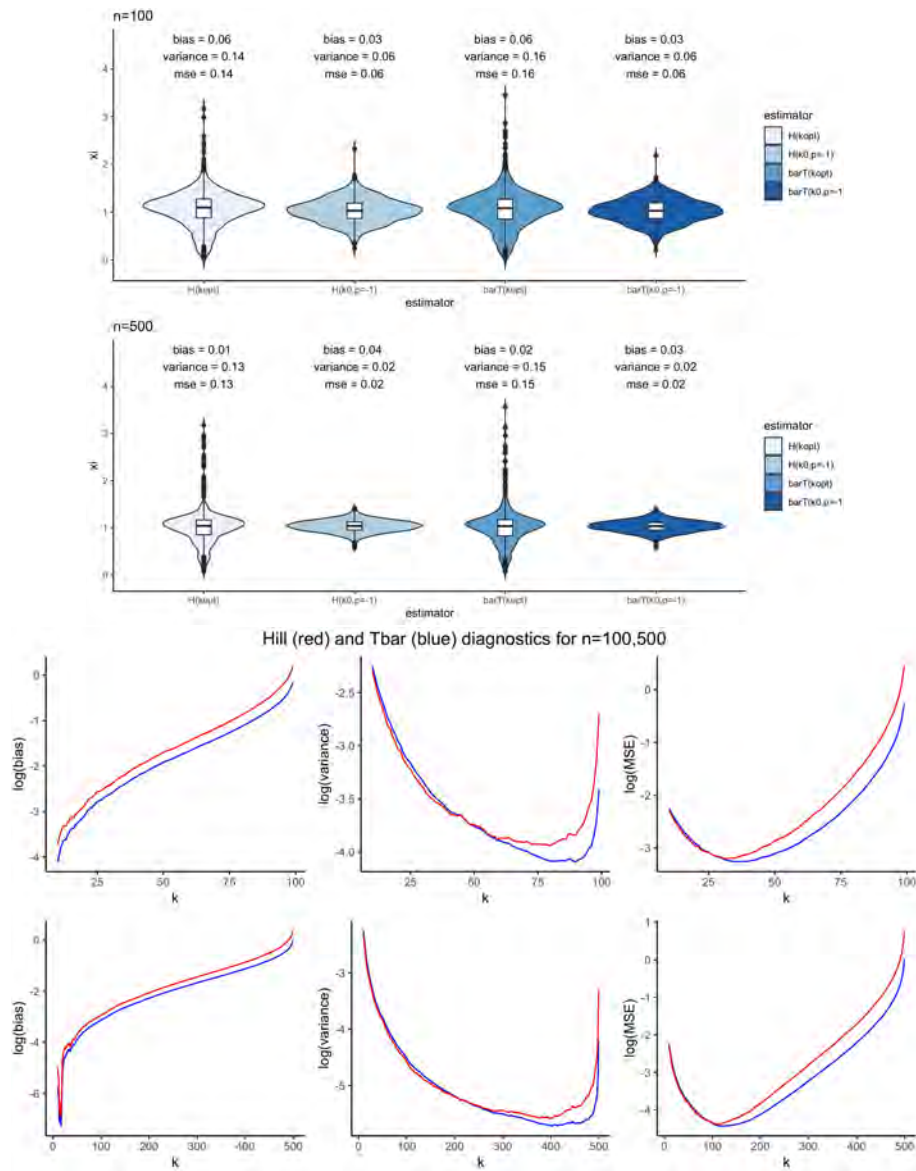 n=100
bias = 0.06 bias = 0.03 bias = 0.06 bias = 0.03
variance = 0.14 variance = 0.06 variance = 0.16 variance = 0.06
mse = 0.14 mse = 0.06 mse = 0.16 mse = 0.06
4
3
2
1
0
xi
H(kopt) H(k0,p=-1) barT(kopt) barT(k0,p=-1)
estimator
estimator
H(kopt)
H(k0,p=-1)
barT(kopt)
barT(k0,p=-1
n=500
bias = 0.01 bias = 0.04 bias = 0.02 bias = 0.03
variance = 0.13 variance = 0.02 variance = 0.15 variance = 0.02
mse = 0.13 mse = 0.02 mse = 0.15 mse = 0.02
4
3
2
1
0
xi
H(kopt) H(k0,p=-1) barT(kopt) barT(k0,p=-1)
estimator
estimator
H(kopt)
H(k0,p=-1)
barT(kopt)
barT(k0,p=-1
Hill (red) and Tbar (blue) diagnostics for n=100,500
log(bias)
0
-1
-2
-3
-4
25 50 75 100
k
log(variance)
-2.5
-3.0
-3.5
-4.0
25 50 75 100
k
log(MSE)
0
-1
-2
-3
25 50 75 100
k
log(bias)
0
-2
-4
-6
0 100 200 300 400 500
k
log(variance)
-3
-4
-5
0 100 200 300 400 500
k
log(MSE)
1
0
-1
-2
-3
-4
0 100 200 300 400 500
k